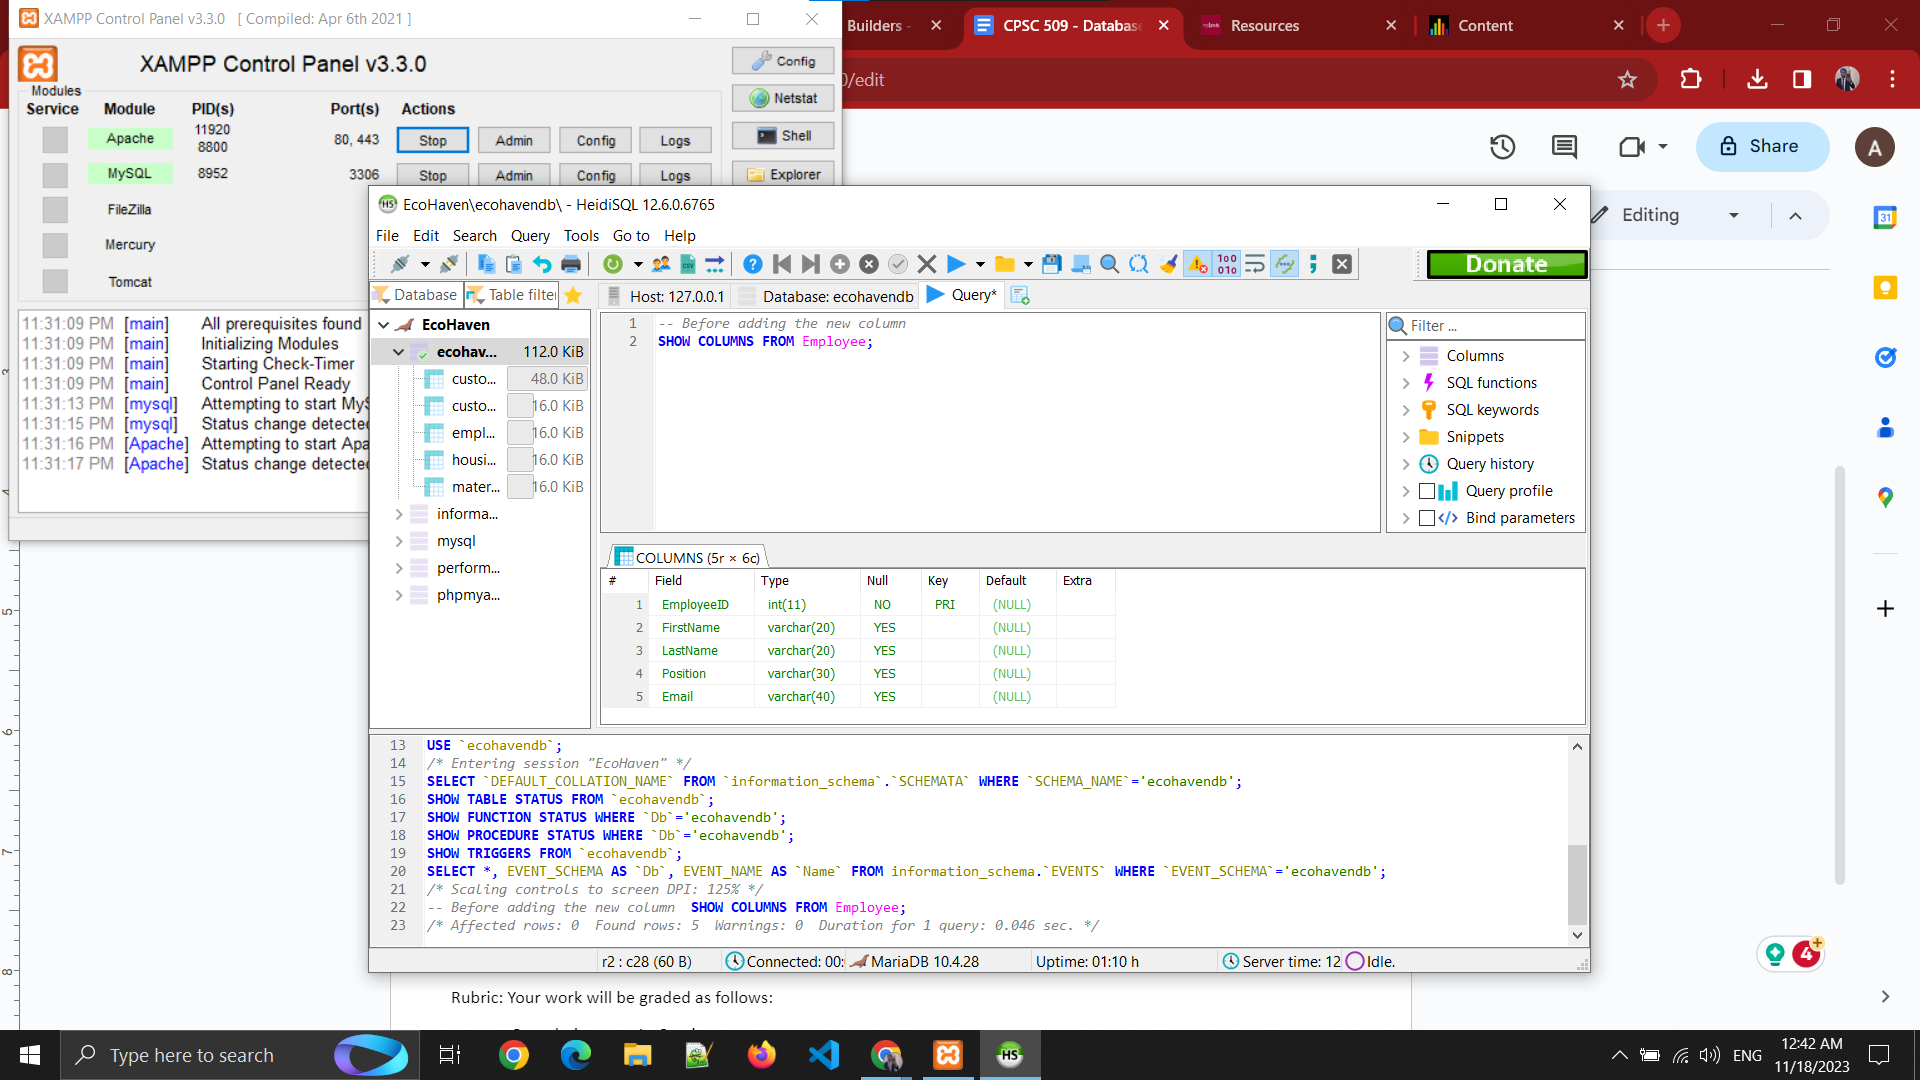 XAMPP Control Panel v3.3.0 [ Compiled: Apr 6th 2021 ]
Builders -
CPSC 509 - Databas
Resources
Content
/edit
XAMPP Control Panel v3.3.0
Config
Netstat
Shell
Explorer
Modules
Service Module PID(s) Port(s) Actions
Apache 11920 8800 80, 443 Stop Admin Config Logs
MySQL 8952 3306 Stop Admin Config Logs
FileZilla
Mercury
Tomcat
Share
A
Editing
31
11:31:09 PM [main] All prerequisites found
11:31:09 PM [main] Initializing Modules
11:31:09 PM [main] Starting Check-Timer
11:31:09 PM [main] Control Panel Ready
11:31:13 PM [mysql] Attempting to start MyS
11:31:15 PM [mysql] Status change detected
11:31:16 PM [Apache] Attempting to start Apa
11:31:17 PM [Apache] Status change detected
HS EcoHaven\ecohavendb\ - HeidiSQL 12.6.0.6765
File Edit Search Query Tools Go to Help
Donate
Database Table filter
Host: 127.0.0.1 Database: ecohavendb Query*
EcoHaven
ecohav... 112.0 KiB
custo... 48.0 KiB
custo... 16.0 KiB
empl... 16.0 KiB
housi... 16.0 KiB
mater... 16.0 KiB
informa...
mysql
perform...
phpmya...
1 -- Before adding the new column
2 SHOW COLUMNS FROM Employee;
Filter ...
Columns
SQL functions
SQL keywords
Snippets
Query history
Query profile
Bind parameters
COLUMNS (5r × 6c)
# Field Type Null Key Default Extra
1 EmployeeID int(11) NO PRI (NULL)
2 FirstName varchar(20) YES (NULL)
3 LastName varchar(20) YES (NULL)
4 Position varchar(30) YES (NULL)
5 Email varchar(40) YES (NULL)
13 USE `ecohavendb`;
14 /* Entering session "EcoHaven" */
15 SELECT `DEFAULT_COLLATION_NAME` FROM `information_schema`.`SCHEMATA` WHERE `SCHEMA_NAME`='ecohavendb';
16 SHOW TABLE STATUS FROM `ecohavendb`;
17 SHOW FUNCTION STATUS WHERE `Db`='ecohavendb';
18 SHOW PROCEDURE STATUS WHERE `Db`='ecohavendb';
19 SHOW TRIGGERS FROM `ecohavendb`;
20 SELECT *, EVENT_SCHEMA AS `Db`, EVENT_NAME AS `Name` FROM information_schema.`EVENTS` WHERE `EVENT_SCHEMA`='ecohavendb';
21 /* Scaling controls to screen DPI: 125% */
22 -- Before adding the new column SHOW COLUMNS FROM Employee;
23 /* Affected rows: 0 Found rows: 5 Warnings: 0 Duration for 1 query: 0.046 sec. */
r2 : c28 (60 B) Connected: 00: MariaDB 10.4.28 Uptime: 01:10 h Server time: 12 Idle.
4
Rubric: Your work will be graded as follows:
Type here to search
HS
ENG
12:42 AM
11/18/2023